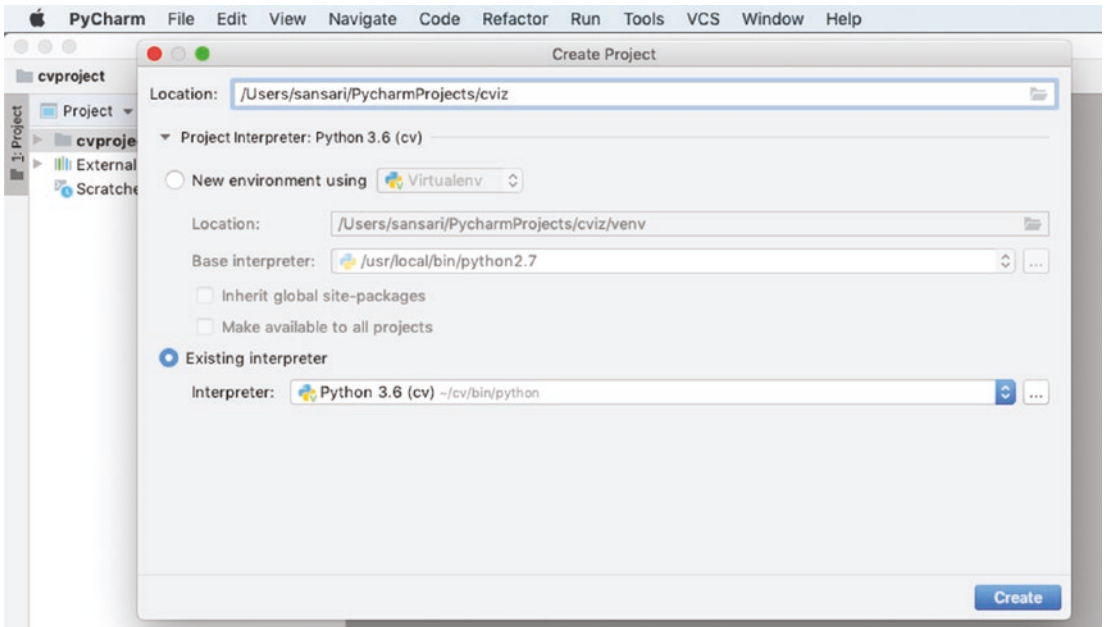 PyCharm File Edit View Navigate Code Refactor Run Tools VCS Window Help
Create Project
cvproject
Location: /Users/sansari/PycharmProjects/cviz
1: Project
Project
cvproje
External
Scratche
Project Interpreter: Python 3.6 (cv)
New environment using Virtualenv
Location: /Users/sansari/PycharmProjects/cviz/venv
Base interpreter: /usr/local/bin/python2.7 ...
Inherit global site-packages
Make available to all projects
Existing interpreter
Interpreter: Python 3.6 (cv) ~/cv/bin/python ...
Create